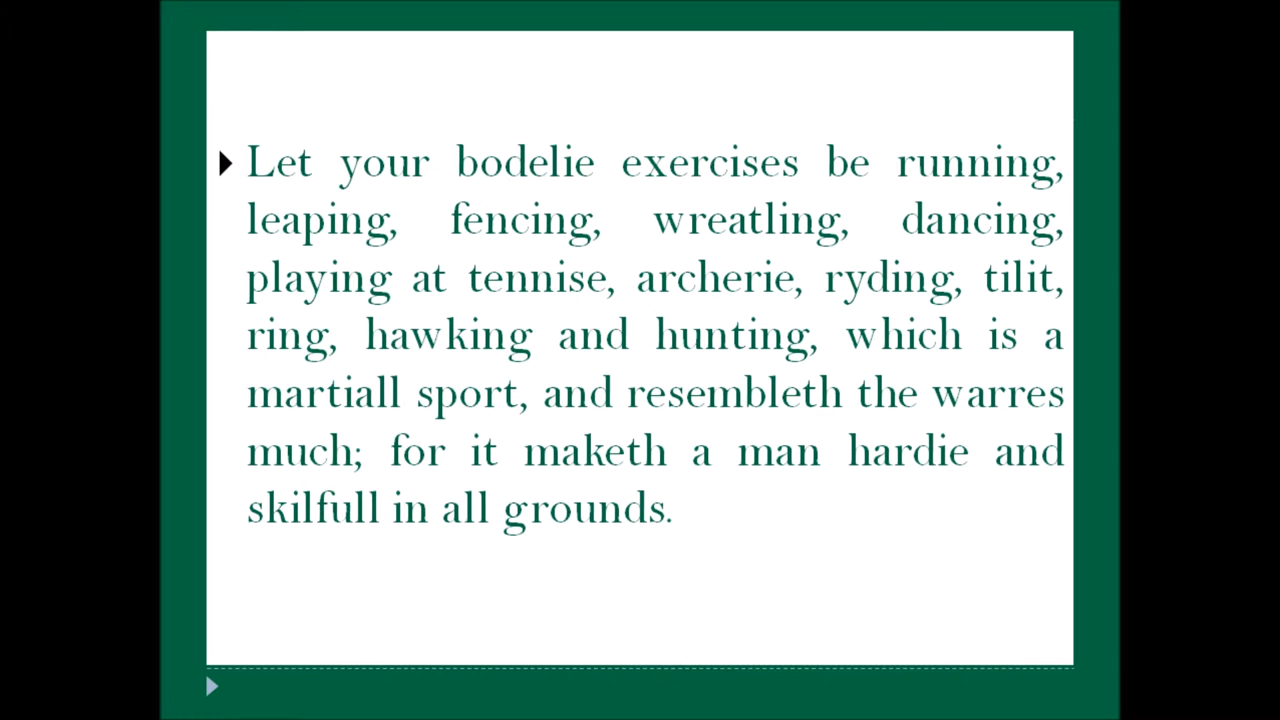 Let your bodelie exercises be running,
leaping, fencing, wreatling, dancing,
playing at tennise, archerie, ryding, tilit,
ring, hawking and hunting, which is a
martiall sport, and resembleth the warres
much; for it maketh a man hardie and
skilfull in all grounds.